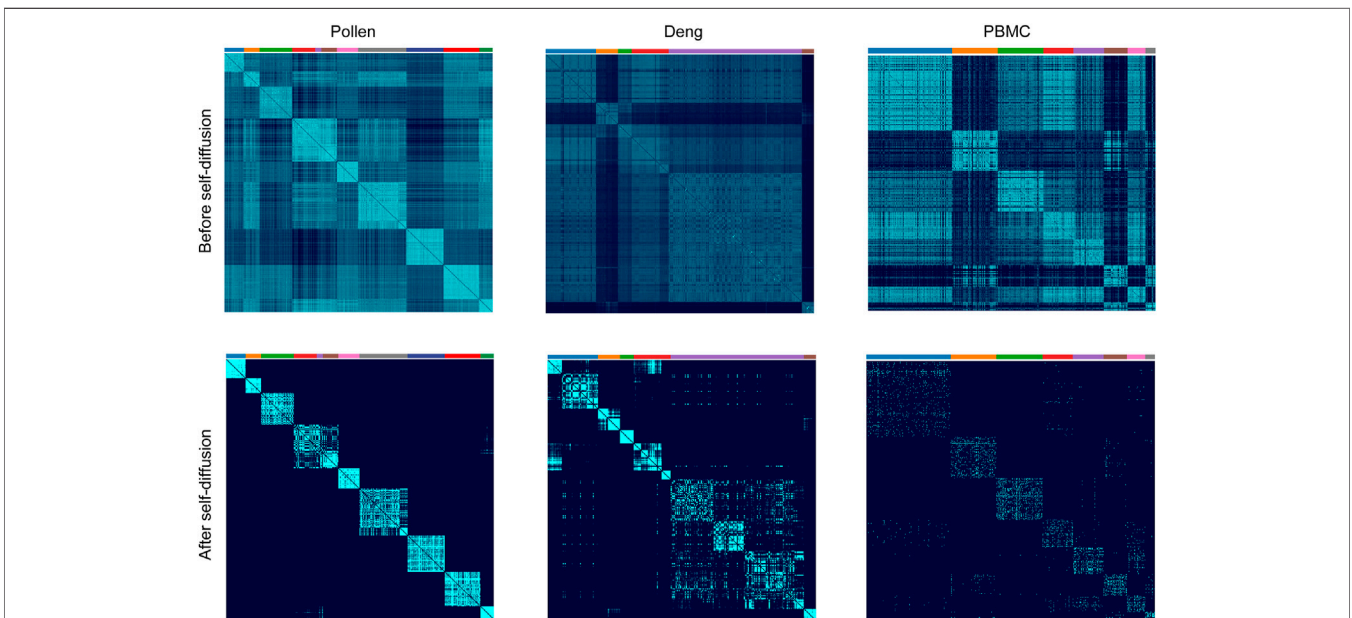 Pollen
Deng
PBMC
Before self-diffusion
After self-diffusion